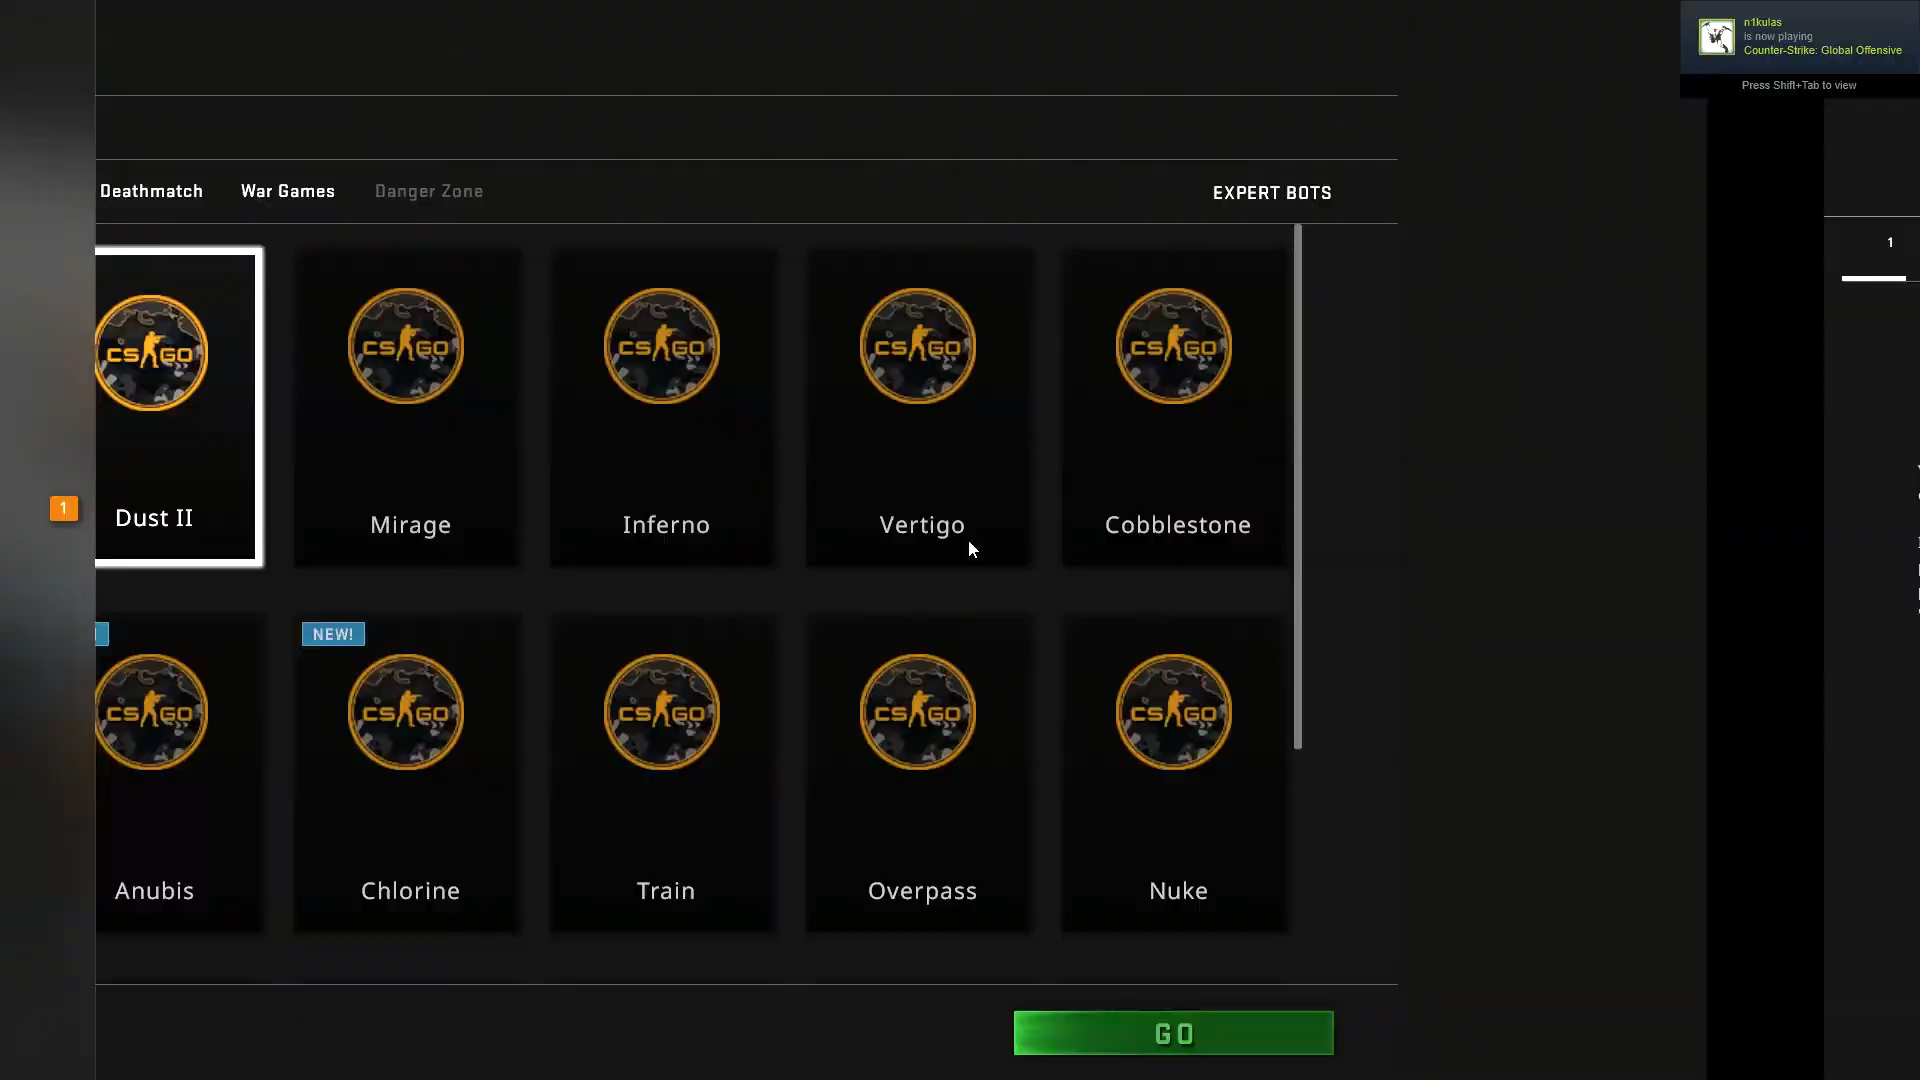 n1kulas
is now playing
Counter-Strike: Global Offensive
Press Shift+Tab to view
Deathmatch
War Games
Danger Zone
EXPERT BOTS
1
CS GO
CS GO
CS GO
CS GO
CS GO
1
Dust II
Mirage
Inferno
Vertigo
Cobblestone
NEW!
CS GO
CS GO
CS GO
CS GO
CS GO
Anubis
Chlorine
Train
Overpass
Nuke
GO